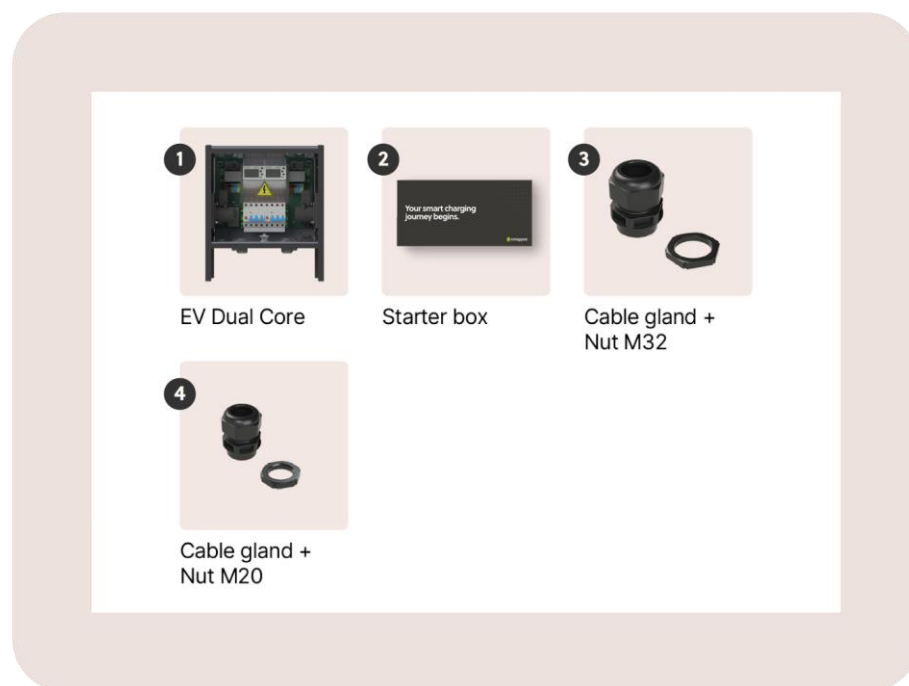 1
EV Dual Core
2
Your smart charging
journey begins.
Starter box
3
Cable gland +
Nut M32
4
Cable gland +
Nut M20